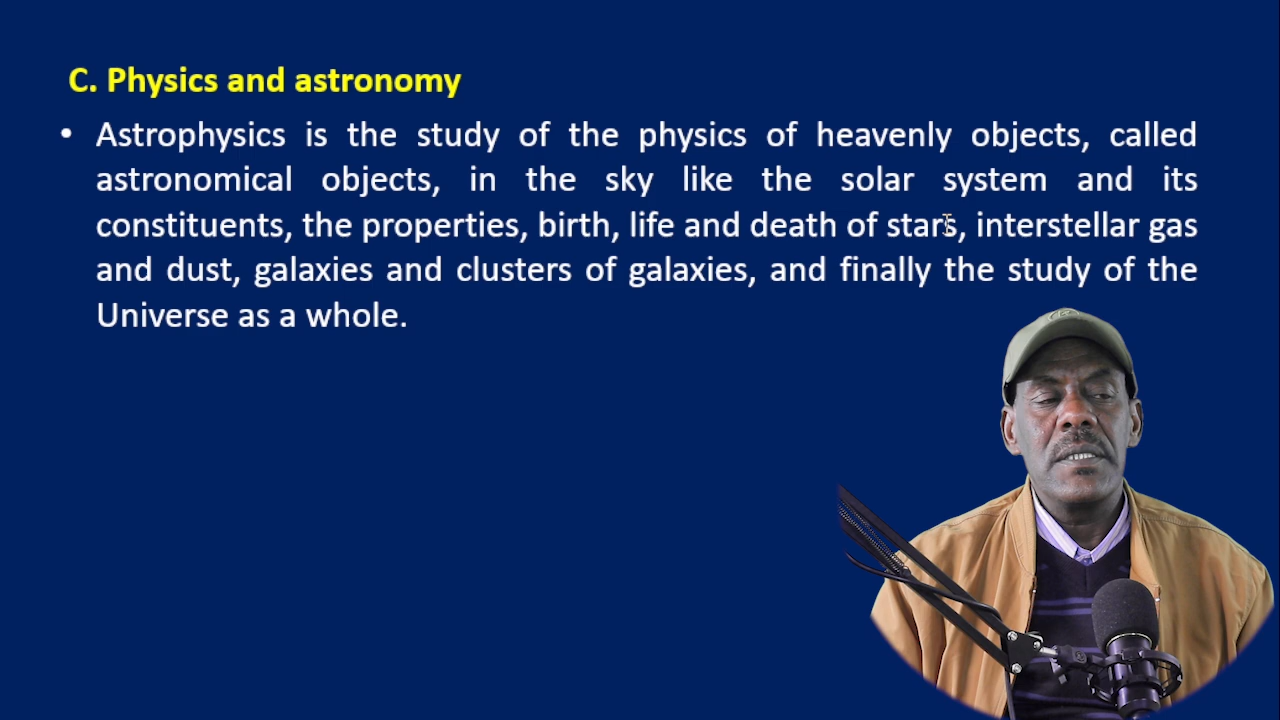 C. Physics and astronomy
• Astrophysics is the study of the physics of heavenly objects, called
astronomical objects, in the sky like the solar system and its
constituents, the properties, birth, life and death of stars, interstellar gas
and dust, galaxies and clusters of galaxies, and finally the study of the
Universe as a whole.